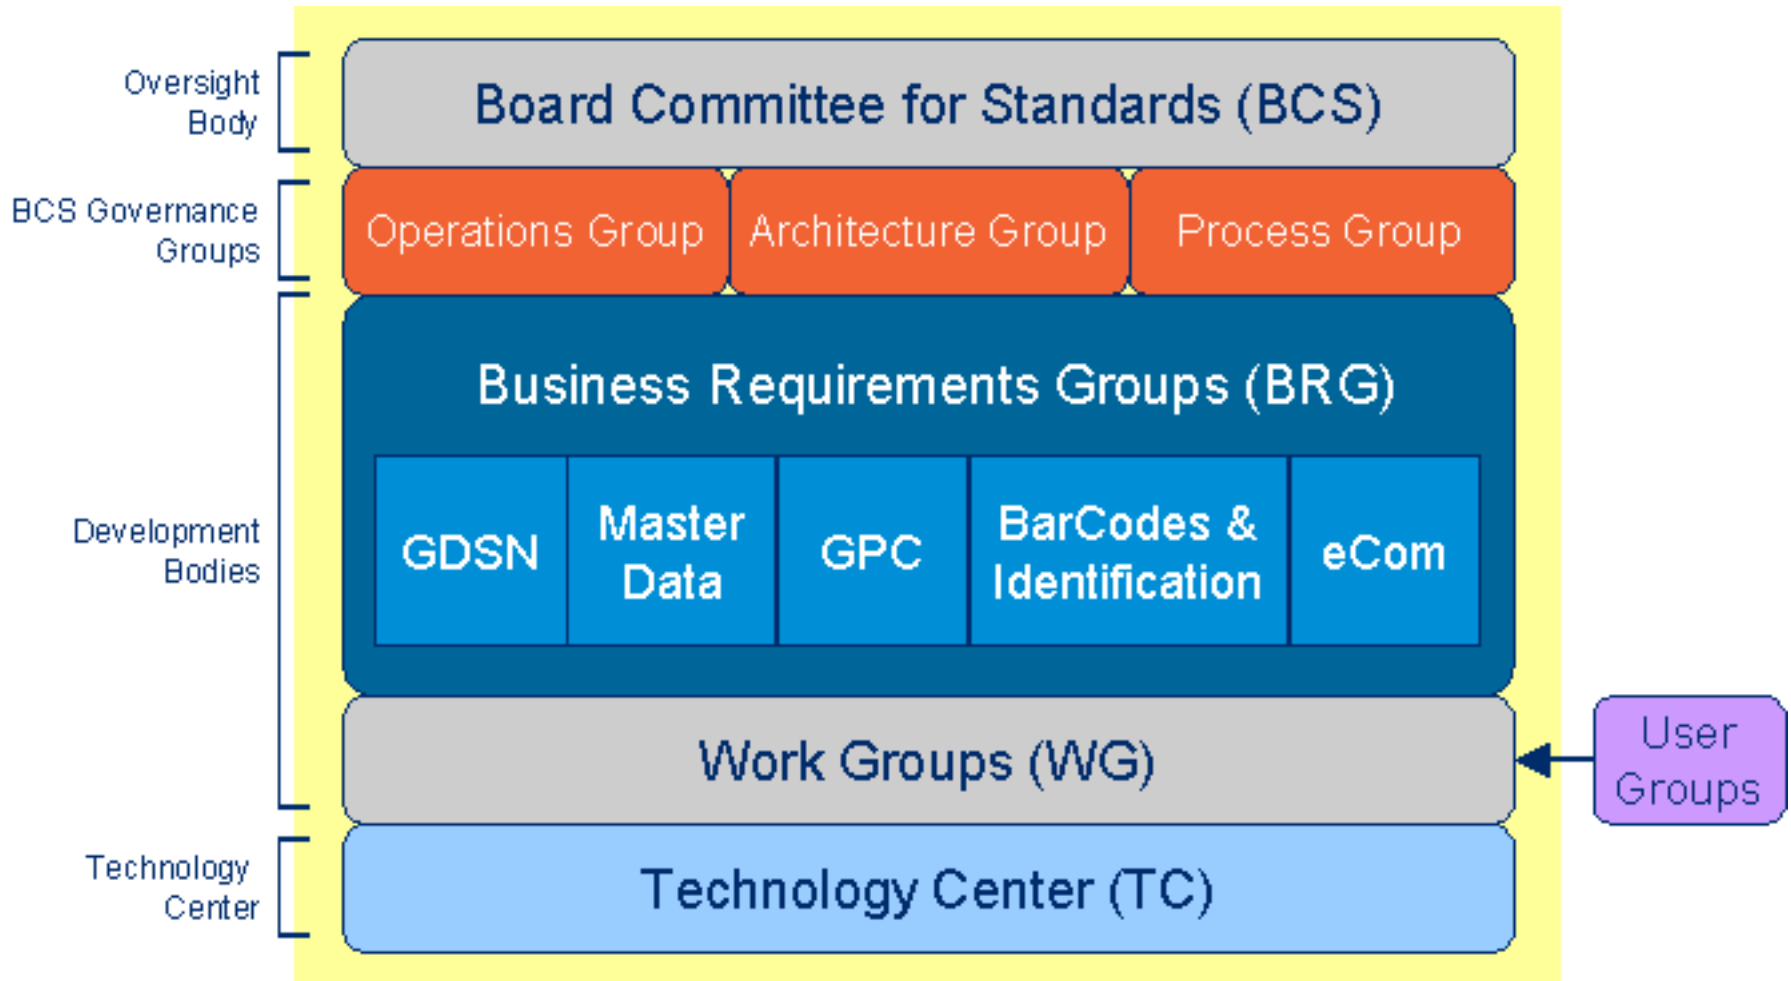 Oversight
Body
Board Committee for Standards (BCS)
BCS Governance
Groups
Operations Group
Architecture Group
Process Group
Development
Bodies
Business Requirements Groups (BRG)
GDSN
Master
Data
GPC
BarCodes &
Identification
eCom
Work Groups (WG)
User
Groups
Technology
Center
Technology Center (TC)